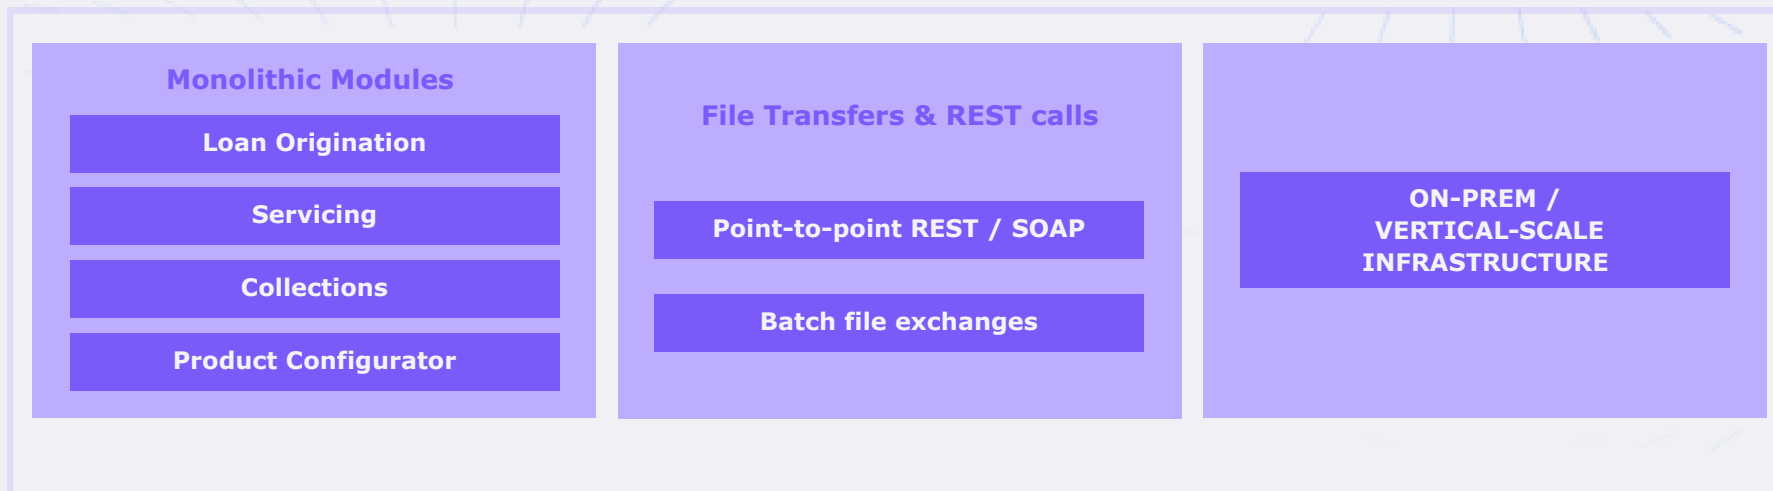 Monolithic Modules
Loan Origination
Servicing
Collections
Product Configurator
File Transfers & REST calls
Point-to-point REST / SOAP
Batch file exchanges
ON-PREM /
VERTICAL-SCALE
INFRASTRUCTURE